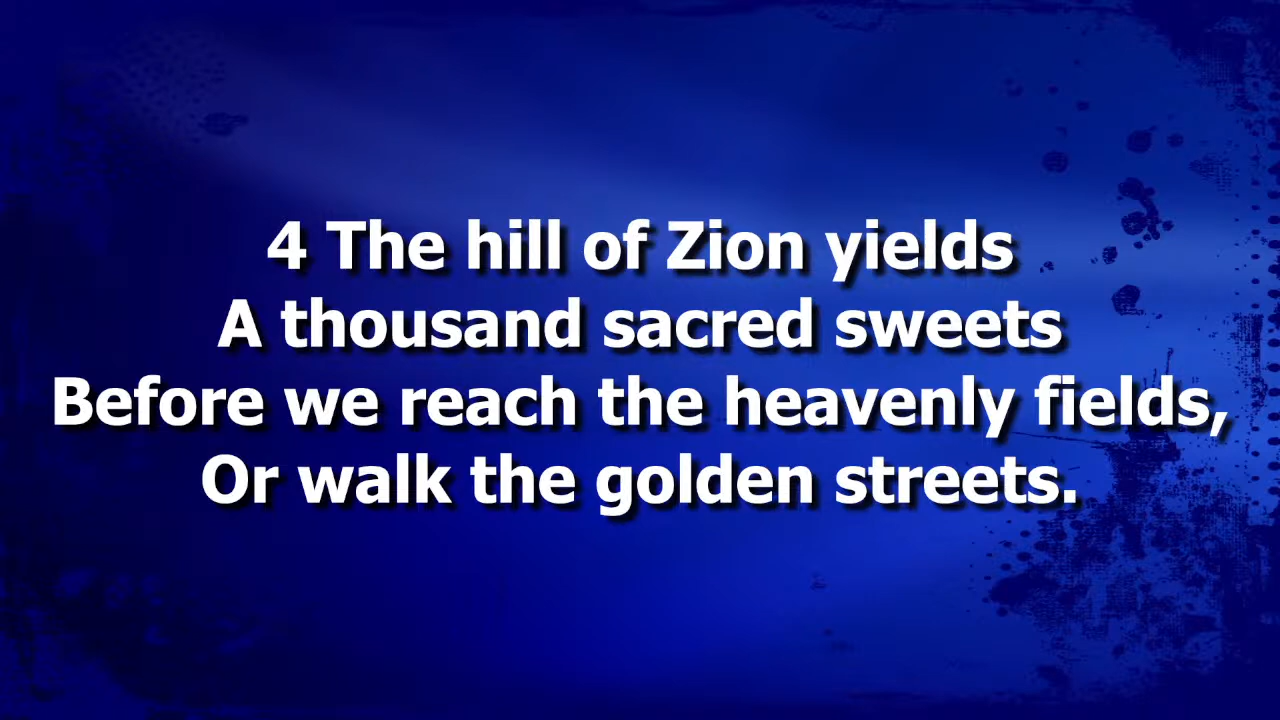 4 The hill of Zion yields
A thousand sacred sweets
Before we reach the heavenly fields,
Or walk the golden streets.